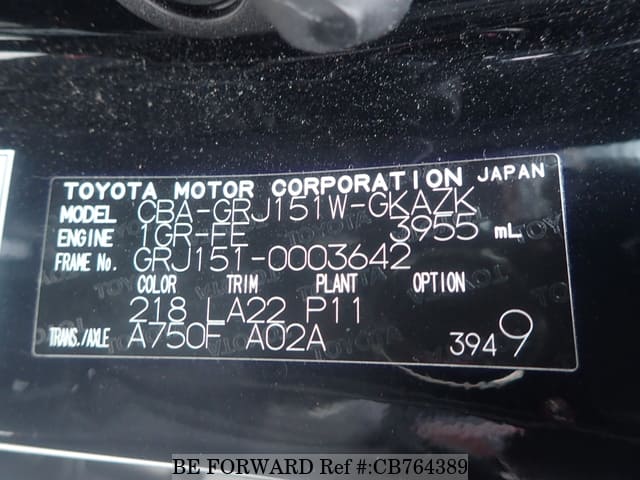 TOYOTA MOTOR CORPORATION JAPAN
MODEL CBA-GRJ151W-GKAZK
ENGINE 1GR-FE 3955 mL
FRAME No. GRJ151-0003642
COLOR TRIM PLANT OPTION
218 LA22 P11
TRANS./AXLE A750F A02A
3949
BE FORWARD Ref #:CB764389